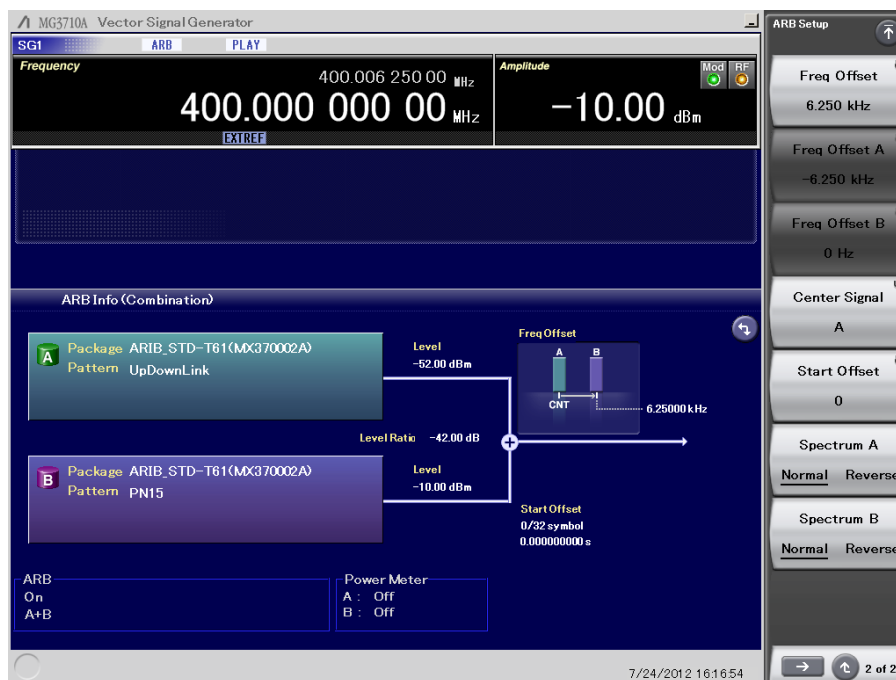 MG3710A Vector Signal Generator
SG1 ARB PLAY
Frequency
400.006 250 00 MHz
400.000 000 00 MHz
EXTREF
Amplitude
Mod RF
-10.00 dBm
ARB Info (Combination)
A Package ARIB_STD-T61(MX370002A)
Pattern UpDownLink
Level
-52.00 dBm
Freq Offset
A B
CNT
6.25000 kHz
Level Ratio -42.00 dB
B Package ARIB_STD-T61(MX370002A)
Pattern PN15
Level
-10.00 dBm
Start Offset
0/32 symbol
0.000000000 s
ARB
On
A+B
Power Meter
A : Off
B : Off
7/24/2012 16:16:54
ARB Setup
Freq Offset
6.250 kHz
Freq Offset A
-6.250 kHz
Freq Offset B
0 Hz
Center Signal
A
Start Offset
0
Spectrum A
Normal Reverse
Spectrum B
Normal Reverse
2 of 2